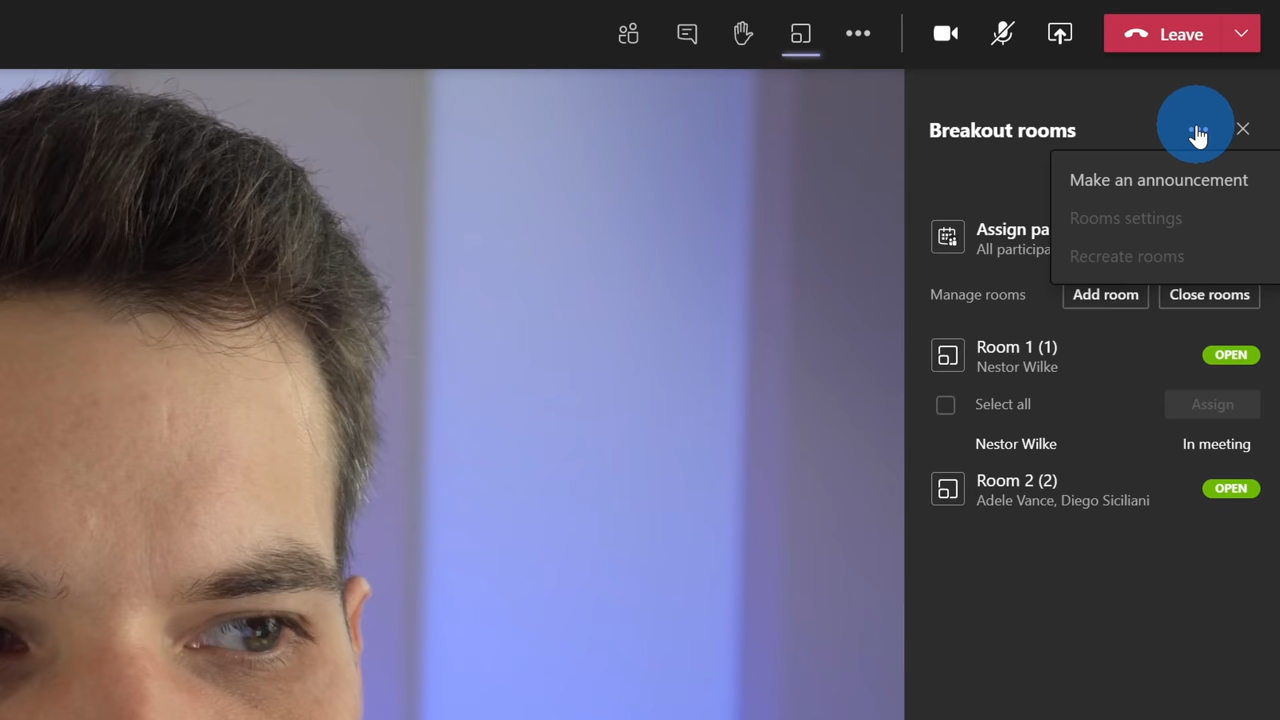 Leave
Breakout rooms
Make an announcement
Rooms settings
Recreate rooms
Assign pa
All participa
Manage rooms
Add room
Close rooms
Room 1 (1)
OPEN
Nestor Wilke
Select all
Assign
Nestor Wilke
In meeting
Room 2 (2)
OPEN
Adele Vance, Diego Siciliani